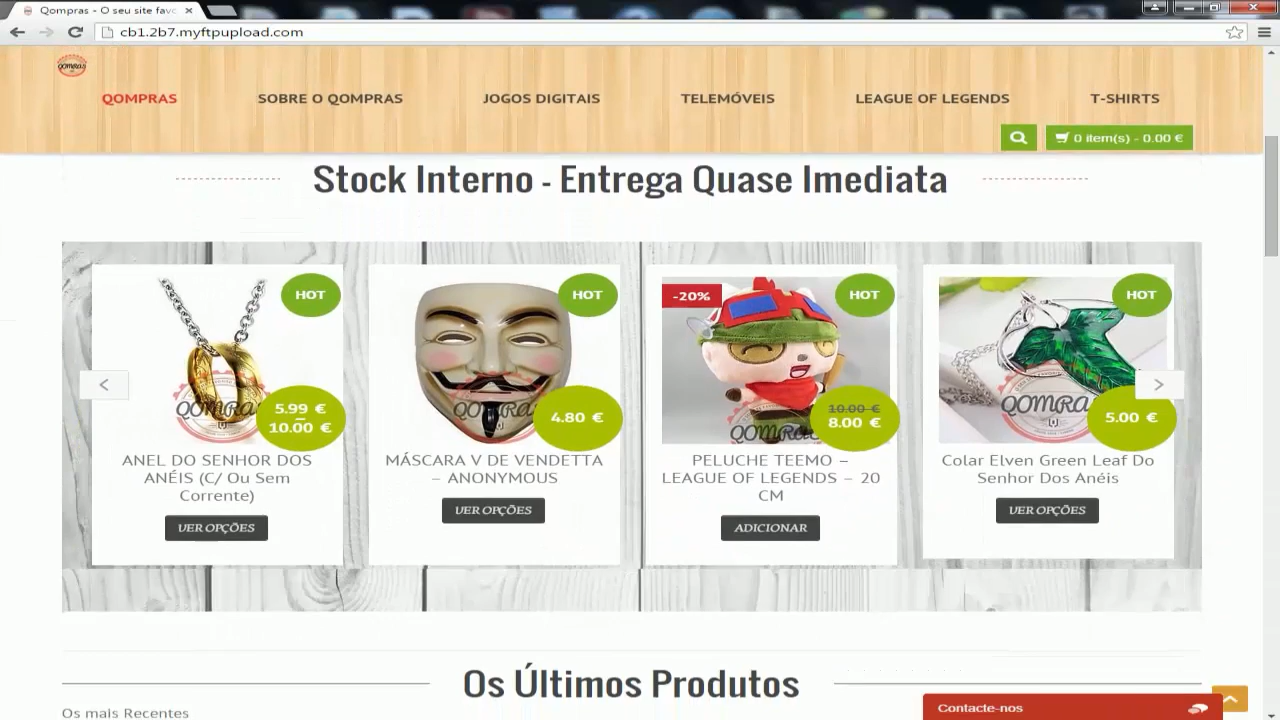 Qompras - O seu site favo
cb1.2b7.myftpupload.com
QOMPRAS
QOMPRAS
SOBRE O QOMPRAS
JOGOS DIGITAIS
TELEMÓVEIS
LEAGUE OF LEGENDS
T-SHIRTS
0 item(s) - 0.00 €
Stock Interno - Entrega Quase Imediata
HOT
HOT
-20%
HOT
HOT
5.99 €
–
10.00 €
4.80 €
10.00 €
8.00 €
5.00 €
ANEL DO SENHOR DOS
ANÉIS (C/ Ou Sem
Corrente)
VER OPÇÕES
MÁSCARA V DE VENDETTA
– ANONYMOUS
VER OPÇÕES
PELUCHE TEEMO –
LEAGUE OF LEGENDS – 20
CM
ADICIONAR
Colar Elven Green Leaf Do
Senhor Dos Anéis
VER OPÇÕES
Os Últimos Produtos
Os mais Recentes
Contacte-nos